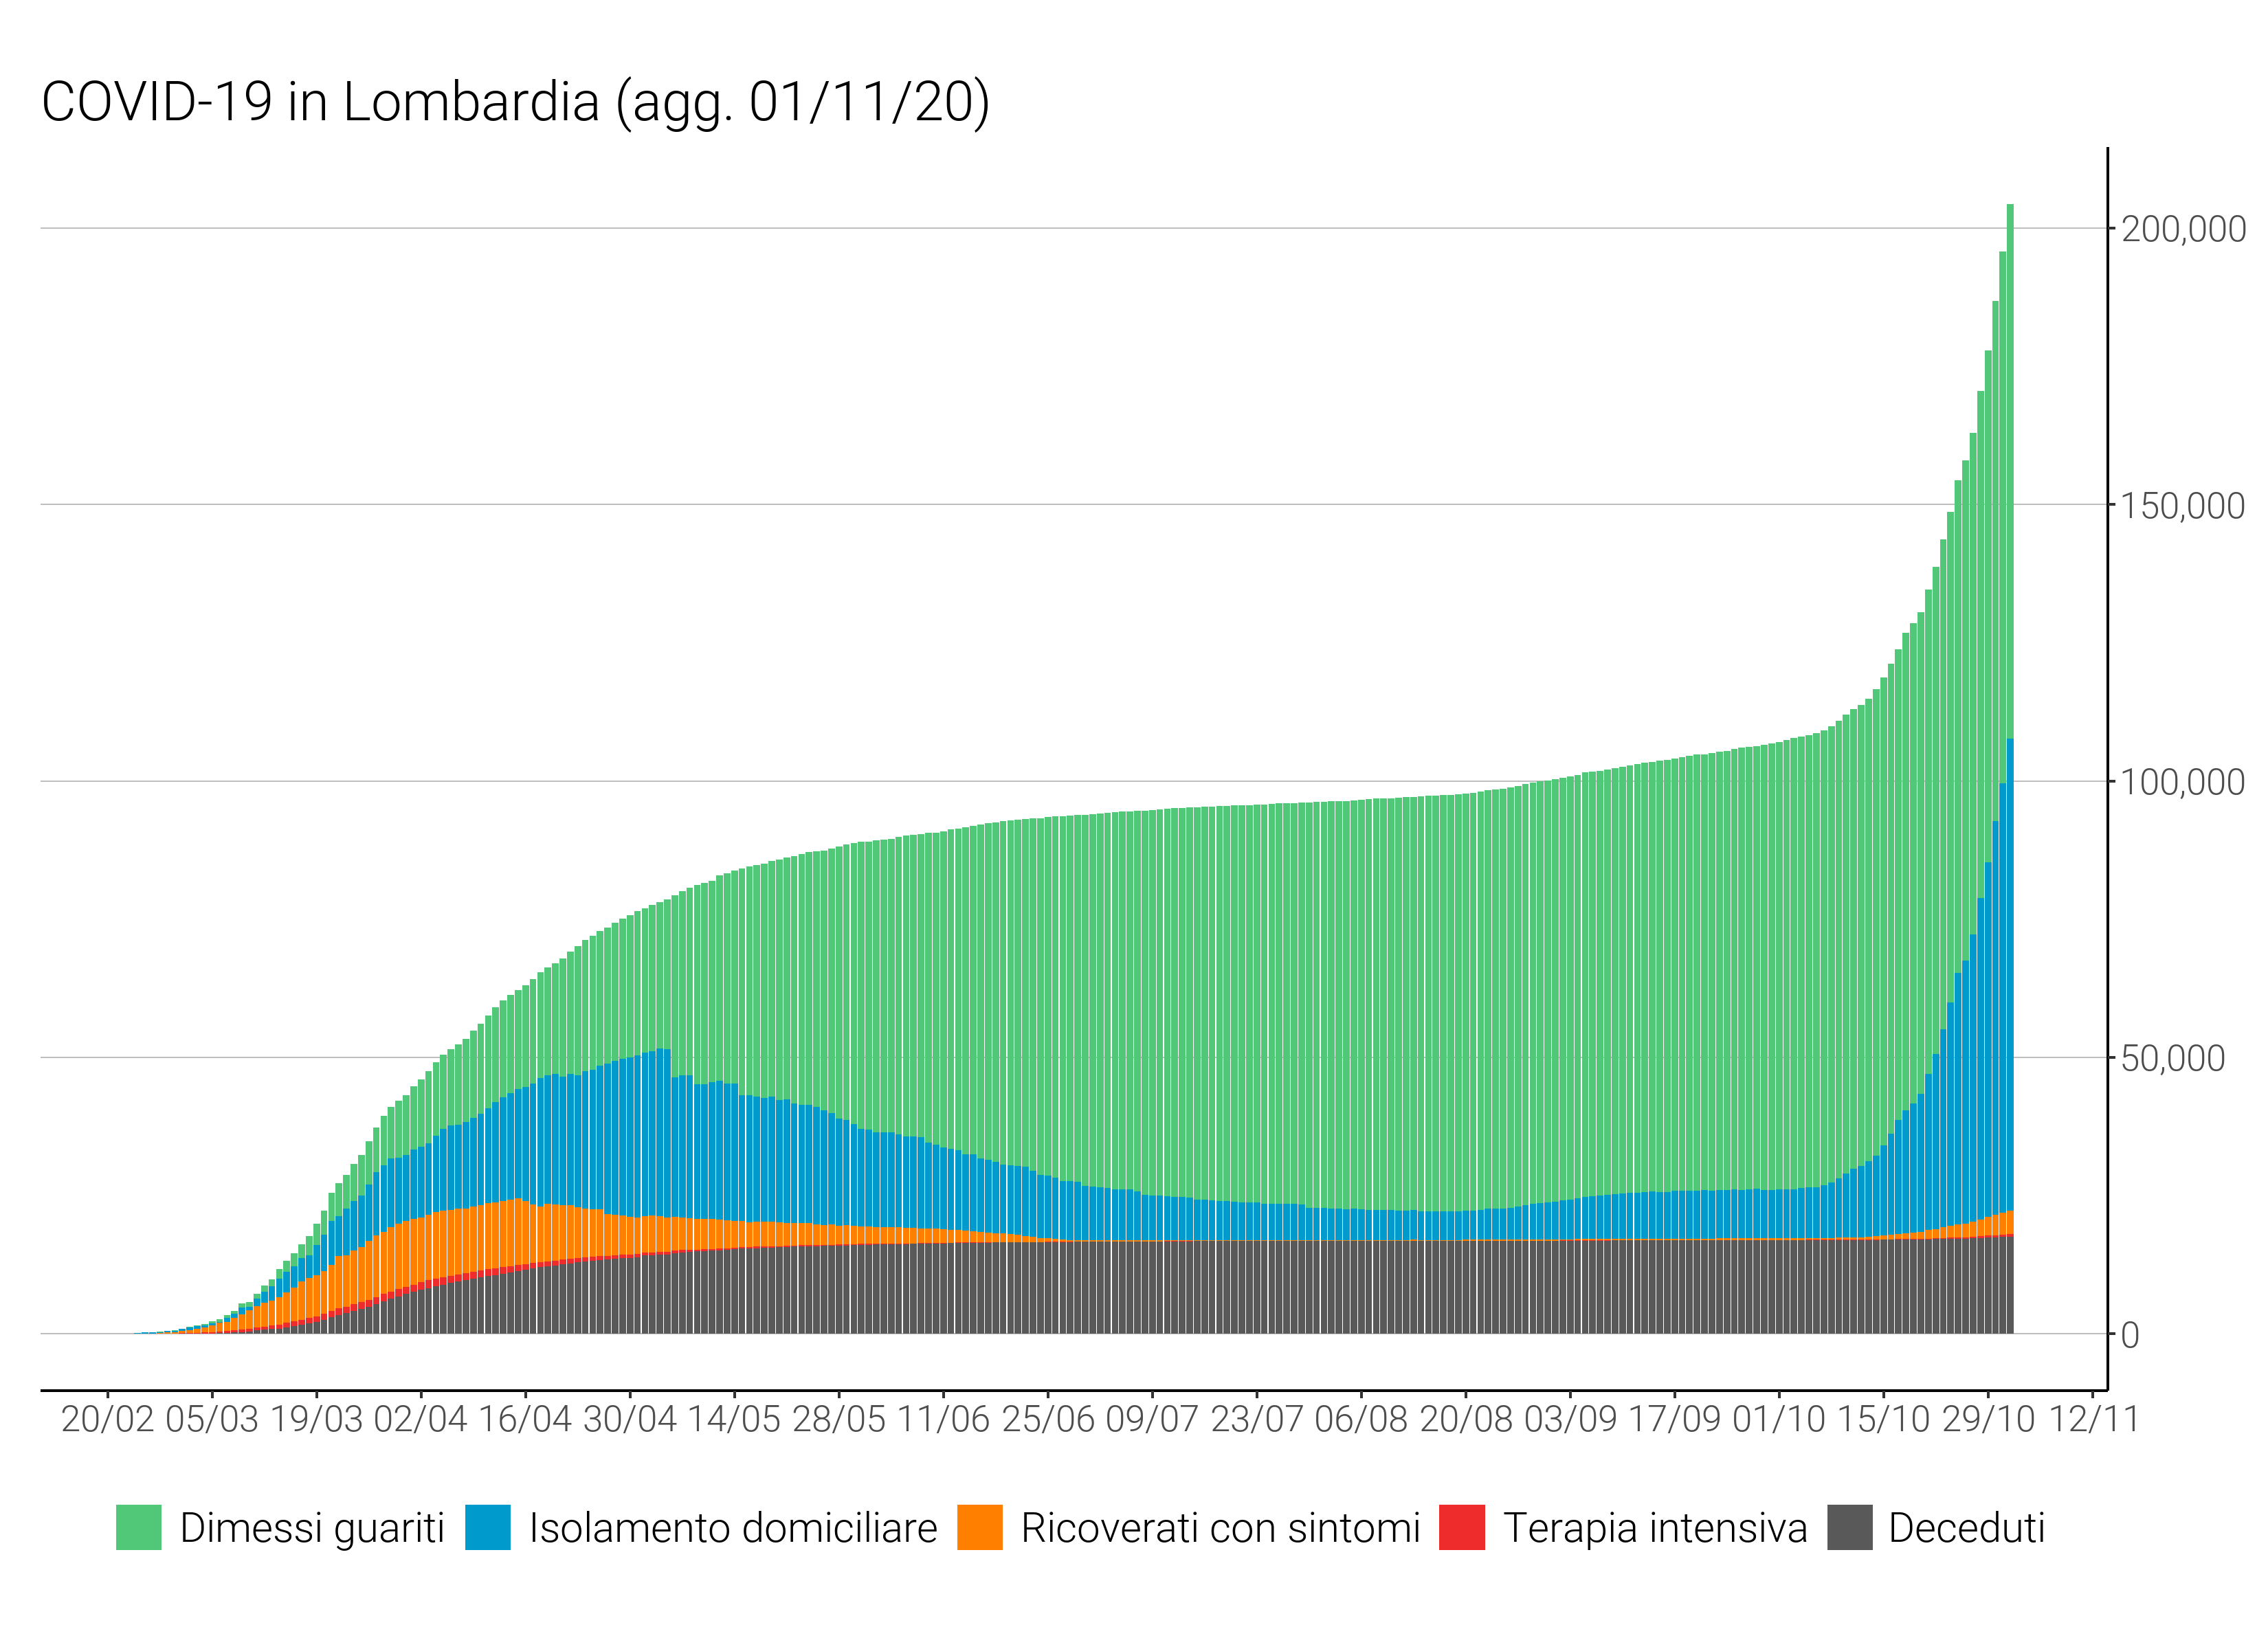 COVID-19 in Lombardia (agg. 01/11/20)
200,000
150,000
100,000
50,000
0
20/02 05/03 19/03 02/04 16/04 30/04 14/05 28/05 11/06 25/06 09/07 23/07 06/08 20/08 03/09 17/09 01/10 15/10 29/10 12/11
Dimessi guariti Isolamento domiciliare Ricoverati con sintomi Terapia intensiva Deceduti